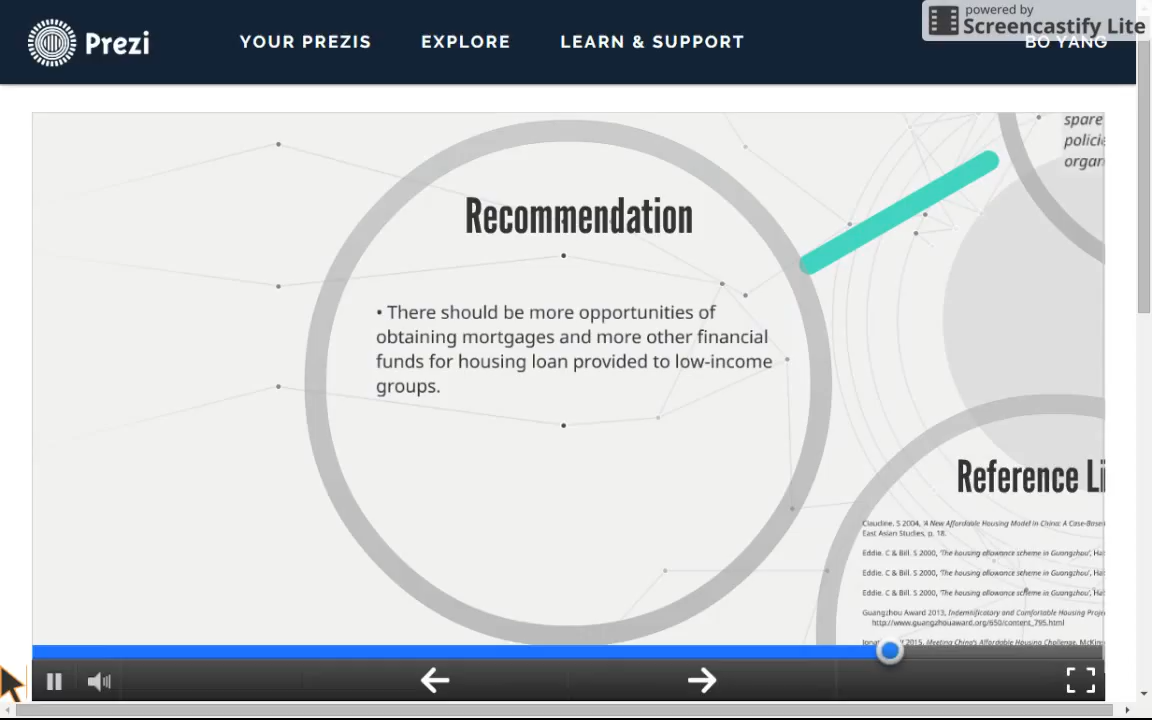 powered by
Screencastify Lite
Prezi
YOUR PREZIS
EXPLORE
LEARN & SUPPORT
BO YANG
spare
organ
Recommendation
• There should be more opportunities of
obtaining mortgages and more other financial
funds for housing loan provided to low-income
groups.
Reference Li
Claudine. S 2004, 'A New Affordable Housing Model in China: A Case-Base
East Asian Studies, p. 18.
Eddie. C & Bill. S 2000, 'The housing allowance scheme in Guangzhou', Ha
Eddie. C & Bill. S 2000, 'The housing allowance scheme in Guangzhou', Ha
Eddie. C & Bill. S 2000, 'The housing allowance scheme in Guangzhou', Ha
Guangzhou Award 2013, Indemnificatory and Comfortable Housing Proje
http://www.guangzhouaward.org/650/content_795.html
2015, Meeting China's Affordable Housing Challenge, McKin